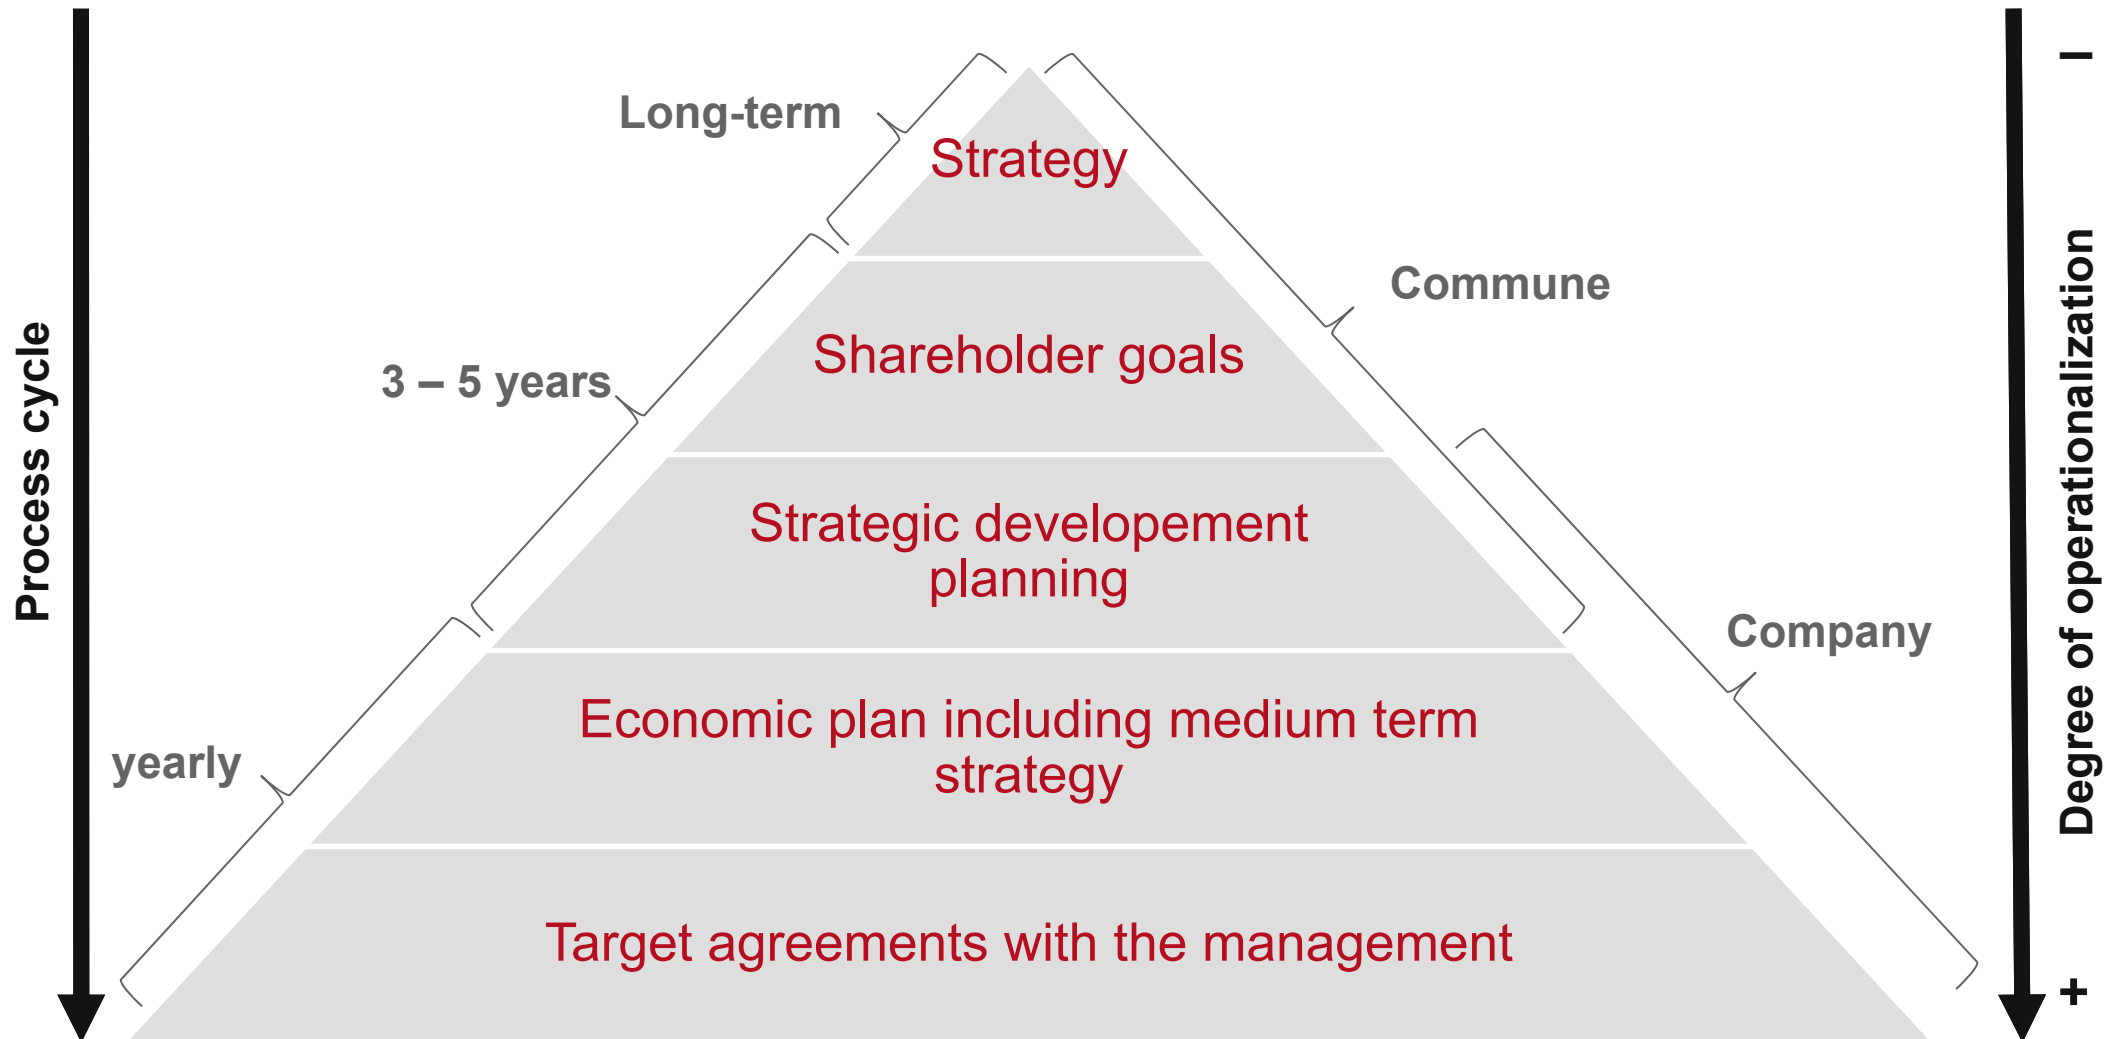 Process cycle
Long-term
3 – 5 years
yearly
Strategy
Shareholder goals
Strategic developement
planning
Economic plan including medium term
strategy
Target agreements with the management
Commune
Company
–
Degree of operationalization
+